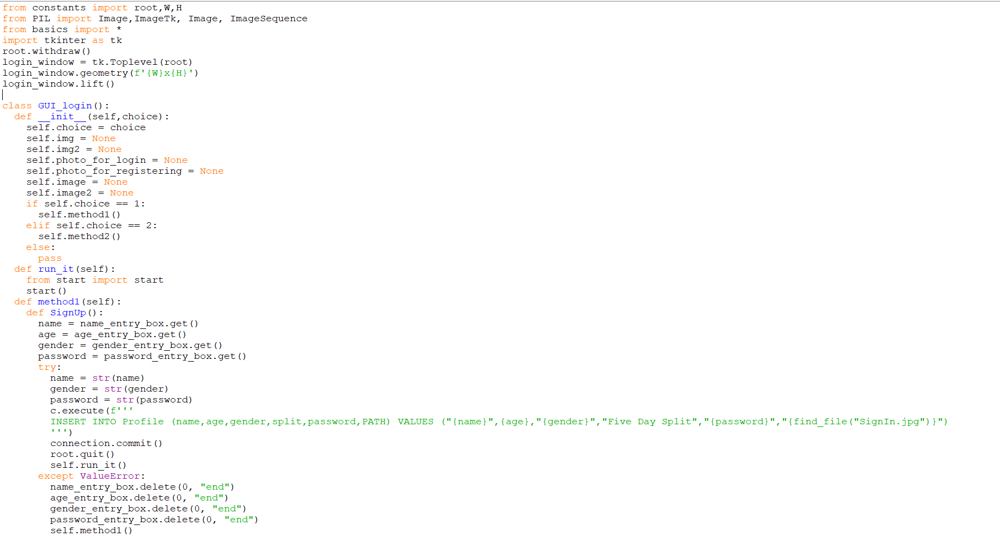 from constants import root,W,H
from PIL import Image,ImageTk, Image, ImageSequence
from basics import *
import tkinter as tk
root.withdraw()
login_window = tk.Toplevel(root)
login_window.geometry(f'{W}x{H}')
login_window.lift()

class GUI_login():
  def __init__(self,choice):
    self.choice = choice
    self.img = None
    self.img2 = None
    self.photo_for_login = None
    self.photo_for_registering = None
    self.image = None
    self.image2 = None
    if self.choice == 1:
      self.method1()
    elif self.choice == 2:
      self.method2()
    else:
      pass
  def run_it(self):
    from start import start
    start()
  def method1(self):
    def SignUp():
      name = name_entry_box.get()
      age = age_entry_box.get()
      gender = gender_entry_box.get()
      password = password_entry_box.get()
      try:
        name = str(name)
        gender = str(gender)
        password = str(password)
        c.execute(f'''
        INSERT INTO Profile (name,age,gender,split,password,PATH) VALUES ("{name}",{age},"{gender}","Five Day Split","{password}","{find_file("SignIn.jpg")}")
        ''')
        connection.commit()
        root.quit()
        self.run_it()
      except ValueError:
        name_entry_box.delete(0, "end")
        age_entry_box.delete(0, "end")
        gender_entry_box.delete(0, "end")
        password_entry_box.delete(0, "end")
        self.method1()